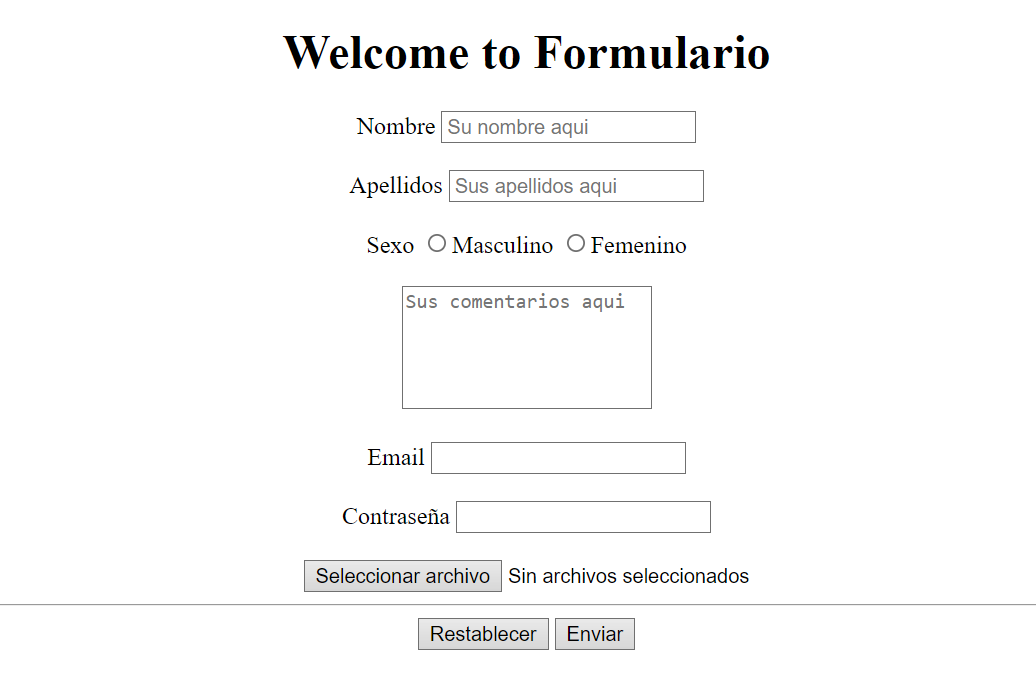 Welcome to Formulario
Nombre Su nombre aqui
Apellidos Sus apellidos aqui
Sexo Masculino Femenino
Sus comentarios aqui
Email
Contraseña
Seleccionar archivo Sin archivos seleccionados
Restablecer Enviar